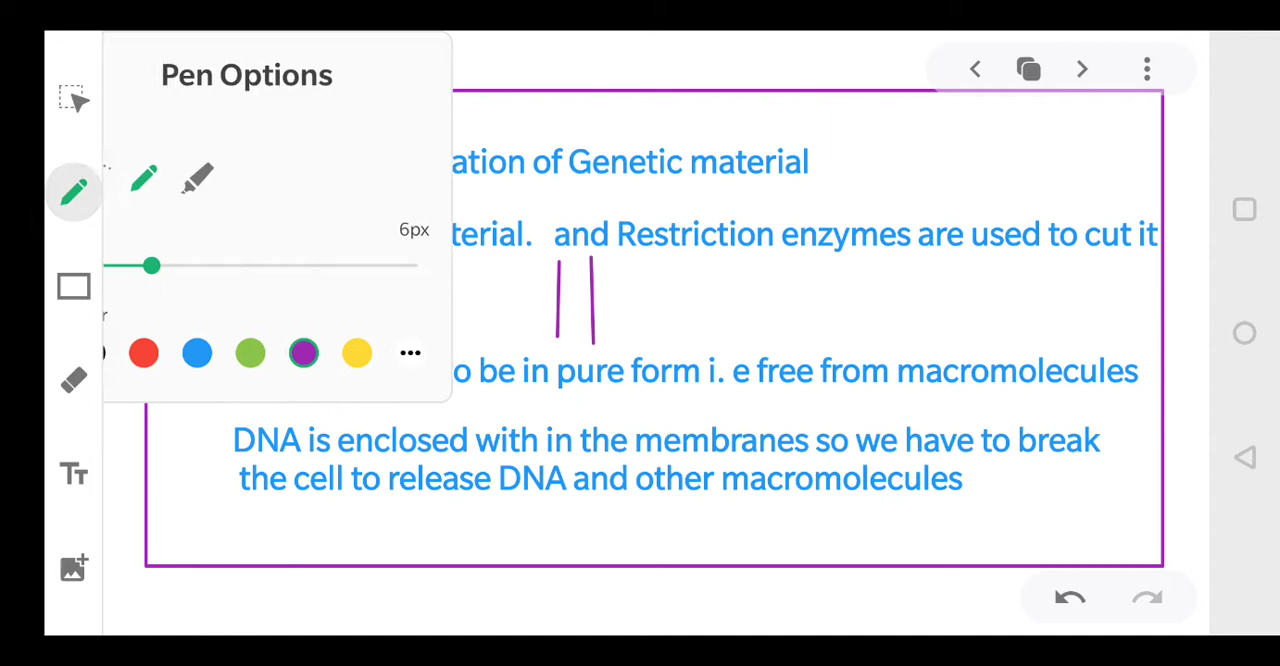 Pen Options
ation of Genetic material
6px
terial. and Restriction enzymes are used to cut it
r
o be in pure form i. e free from macromolecules
DNA is enclosed with in the membranes so we have to break
the cell to release DNA and other macromolecules
Tт